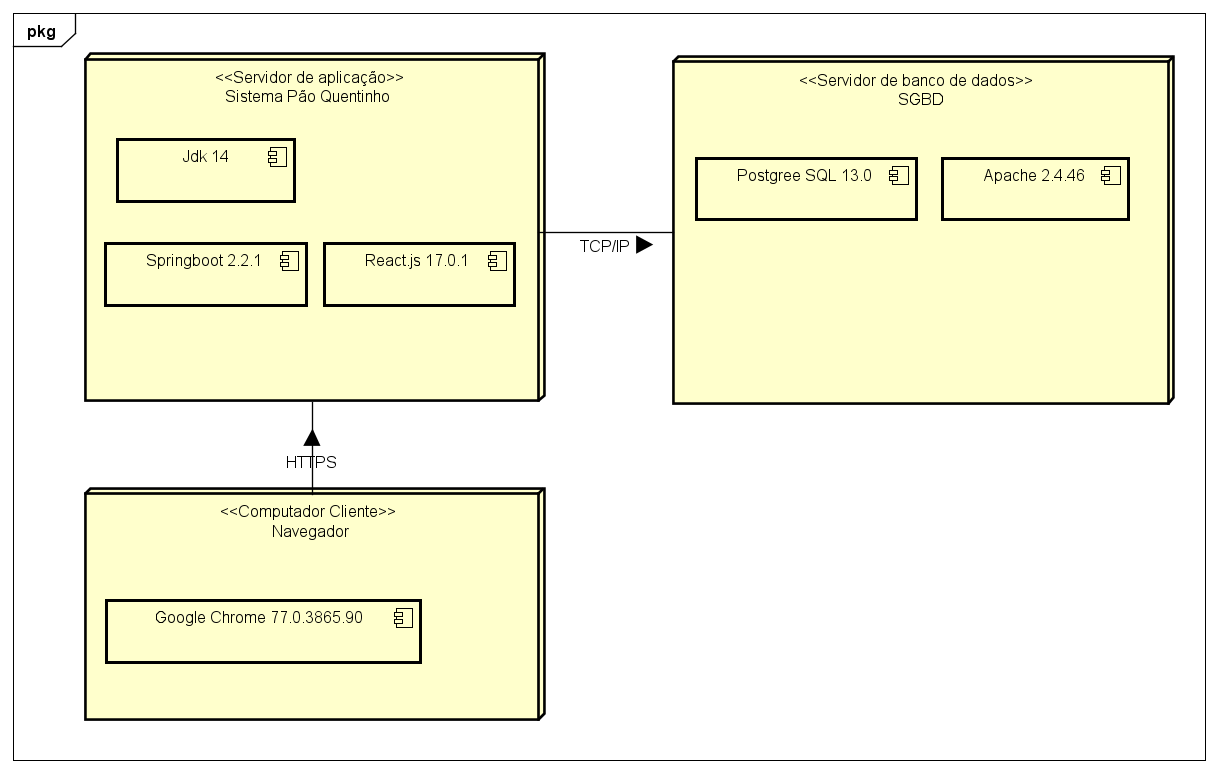 pkg
<<Servidor de aplicação>>
Sistema Pão Quentinho
Jdk 14
Springboot 2.2.1
React.js 17.0.1
TCP/IP
<<Servidor de banco de dados>>
SGBD
Postgree SQL 13.0
Apache 2.4.46
HTTPS
<<Computador Cliente>>
Navegador
Google Chrome 77.0.3865.90